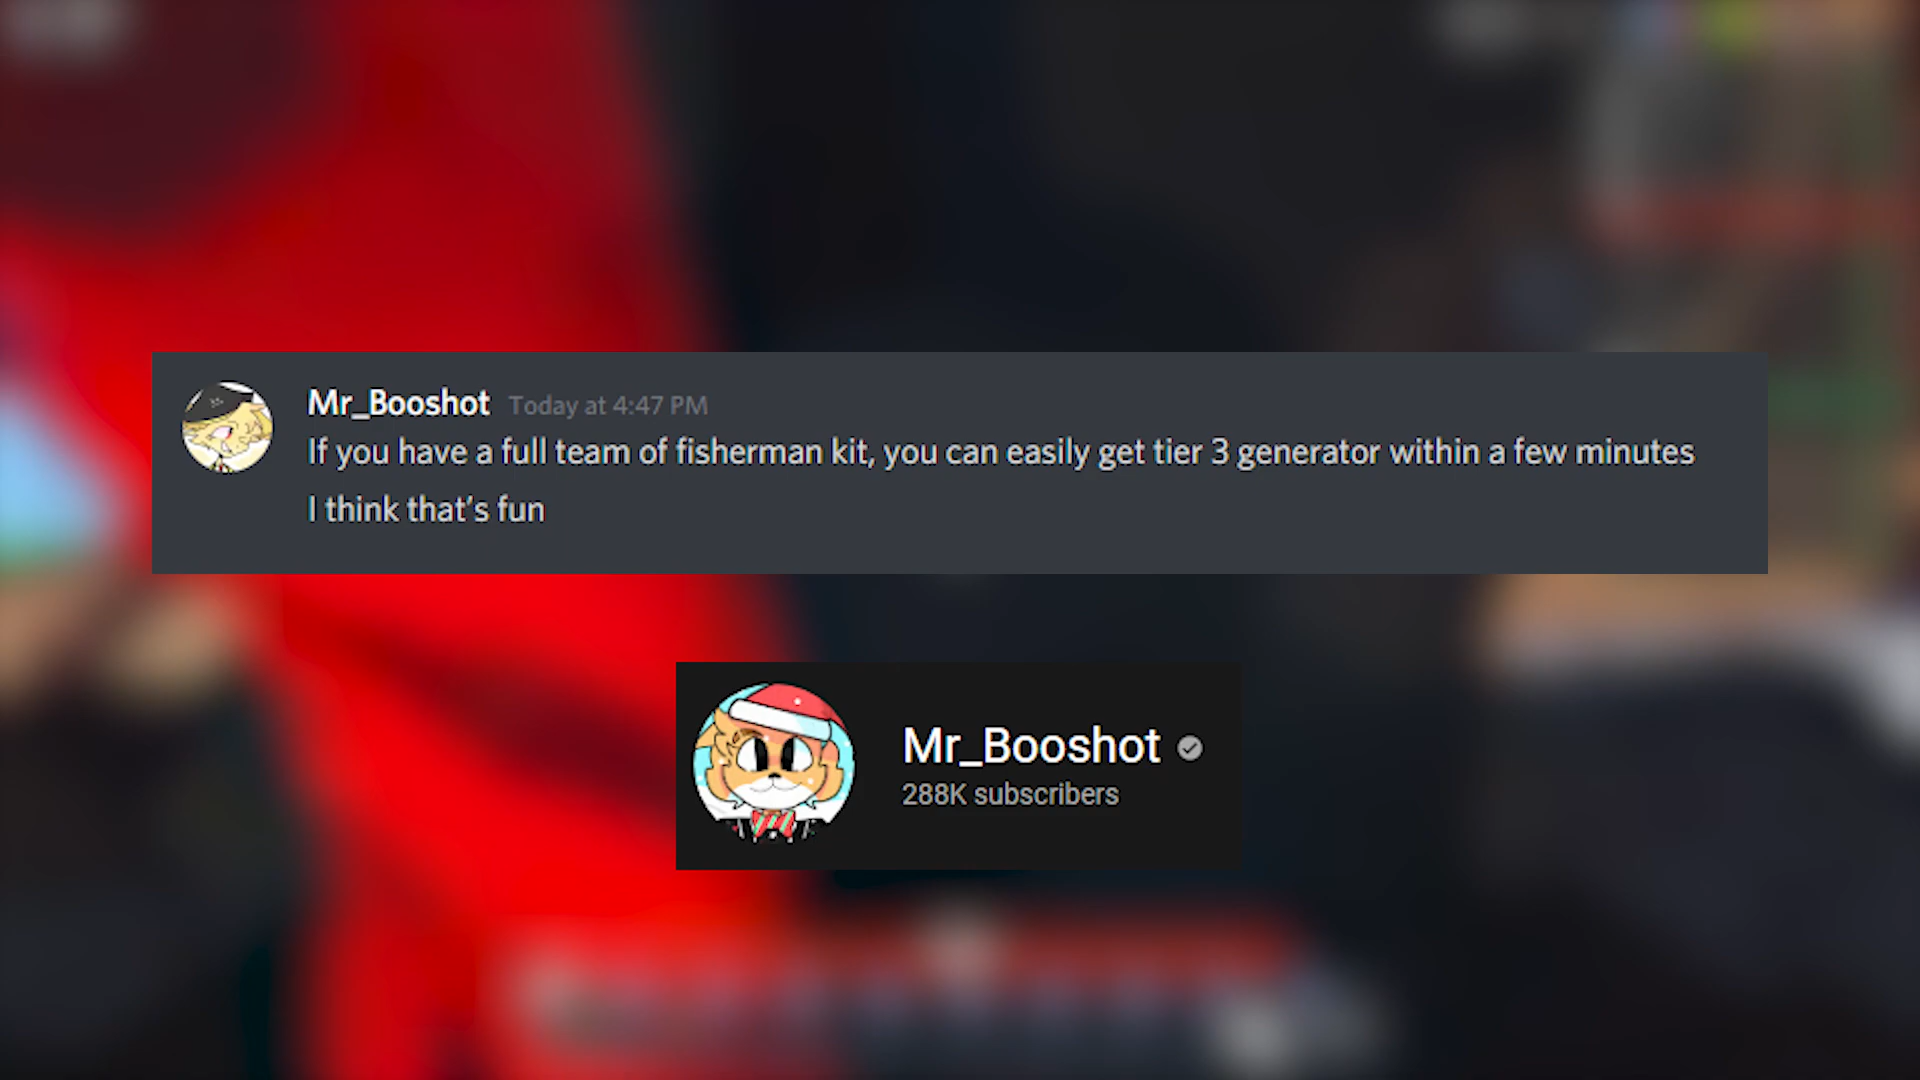 Mr_Booshot Today at 4:47 PM
If you have a full team of fisherman kit, you can easily get tier 3 generator within a few minutes
I think that's fun
Mr_Booshot
288K subscribers